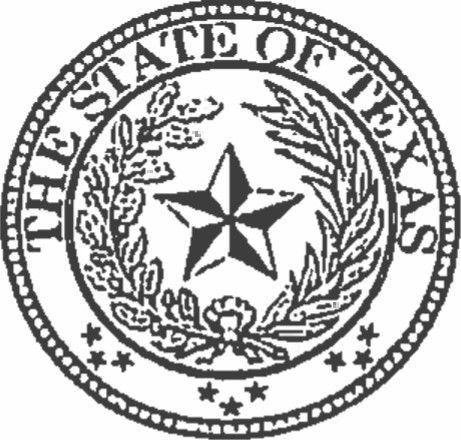 THE STATE OF TEXAS